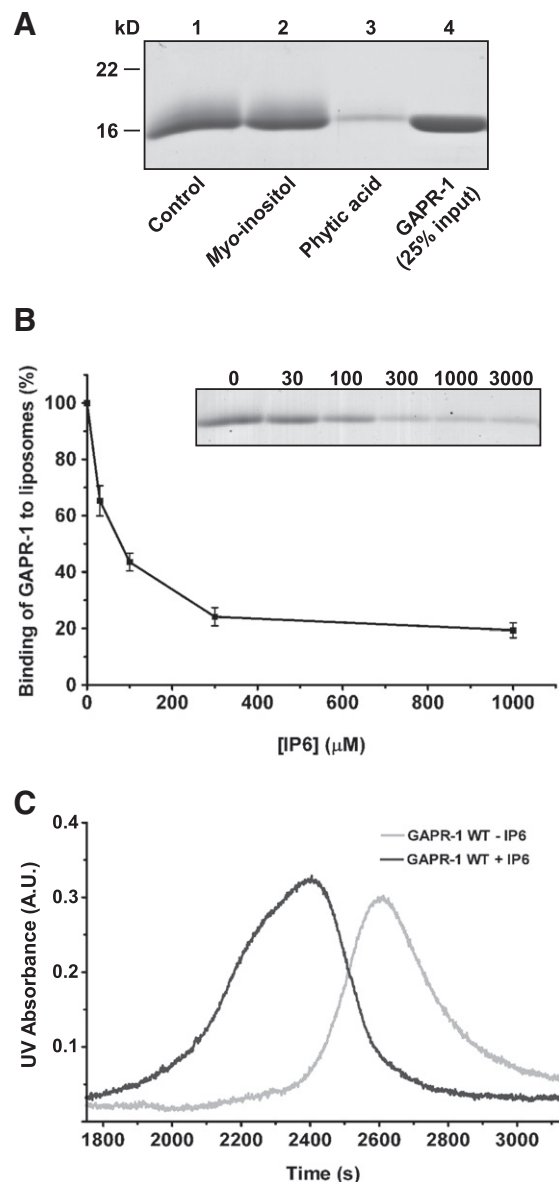 A
kD 1 2 3 4
22
16
Control
Myo-inositol
Phytic acid
GAPR-1
(25% input)
B
Binding of GAPR-1 to liposomes (%)
0 30 100 300 1000 3000
100
80
60
40
20
0
0 200 400 600 800 1000
[IP6] (μM)
C
UV Absorbance (A.U.)
GAPR-1 WT - IP6
GAPR-1 WT + IP6
0.4
0.3
0.2
0.1
1800 2000 2200 2400 2600 2800 3000
Time (s)